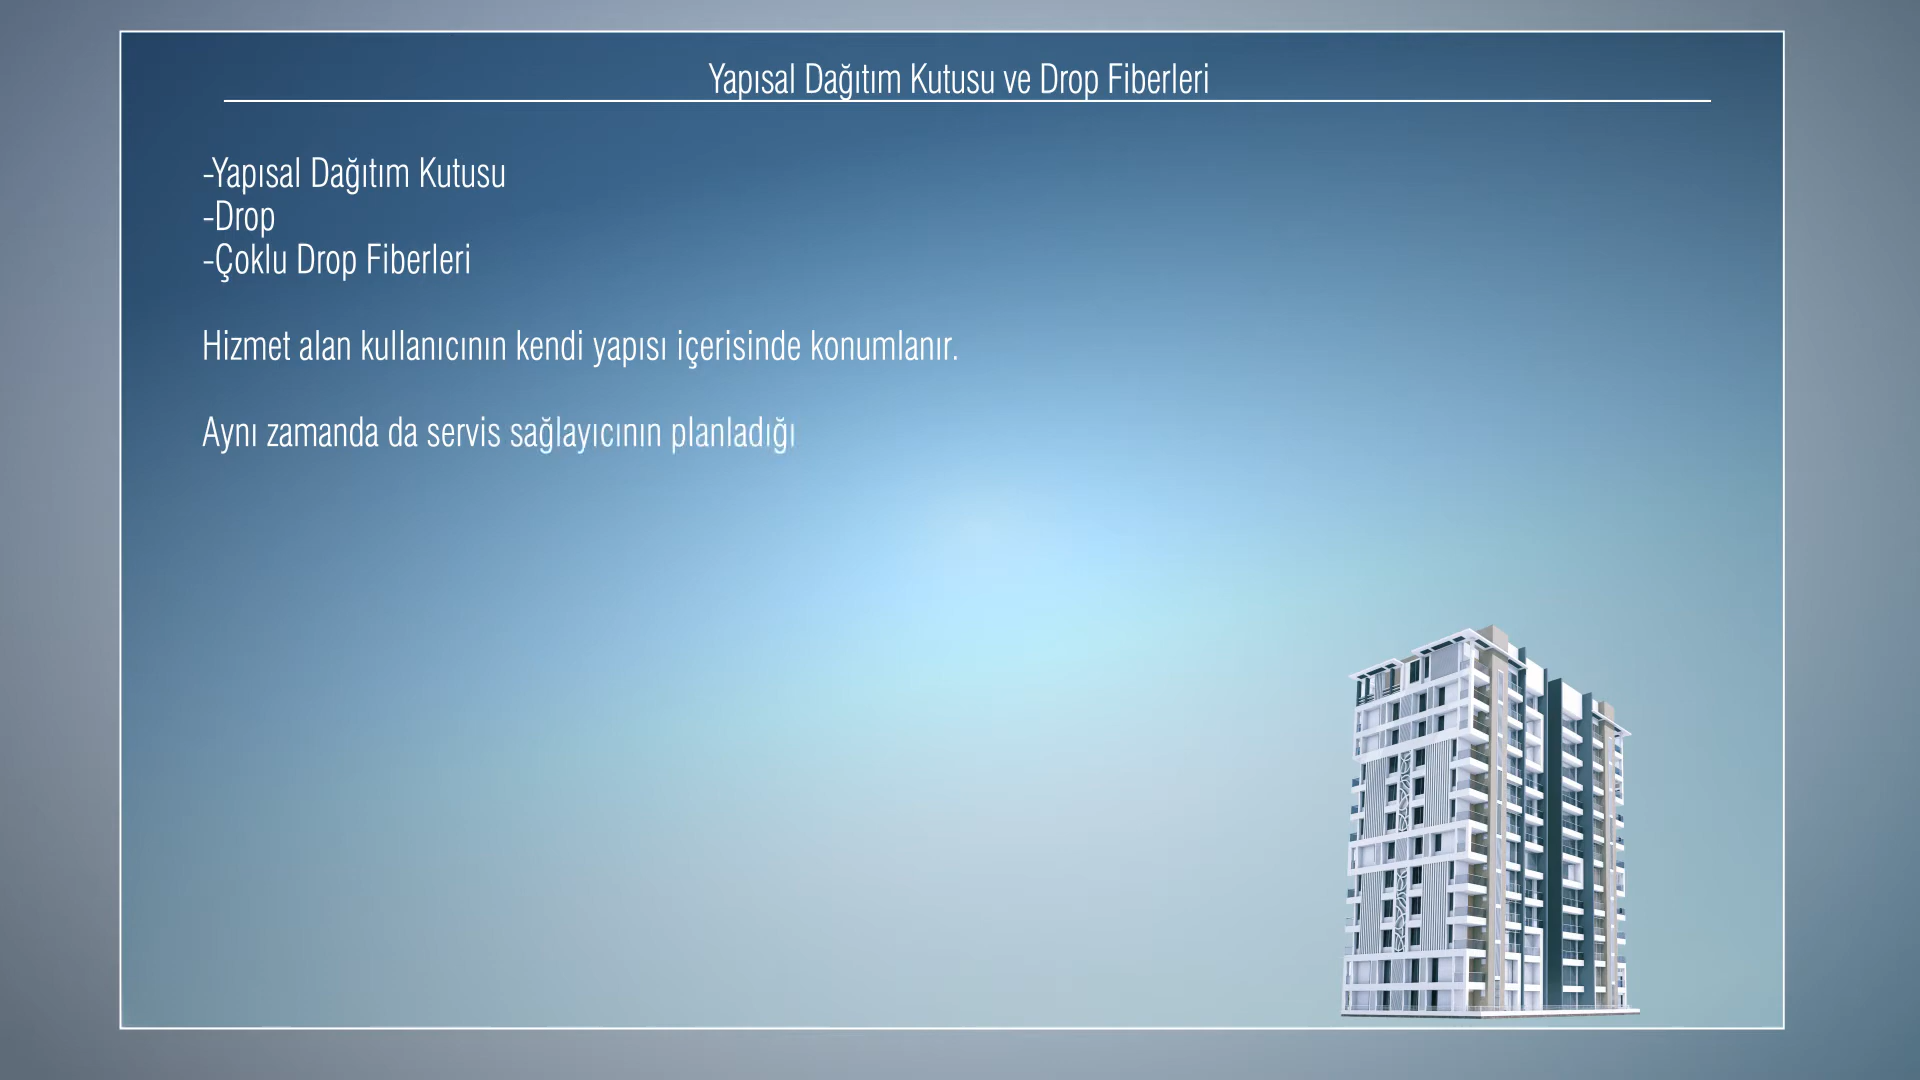 Yapısal Dağıtım Kutusu ve Drop Fiberleri
-Yapısal Dağıtım Kutusu
-Drop
-Çoklu Drop Fiberleri
Hizmet alan kullanıcının kendi yapısı içerisinde konumlanır.
Aynı zamanda da servis sağlayıcının planladığı